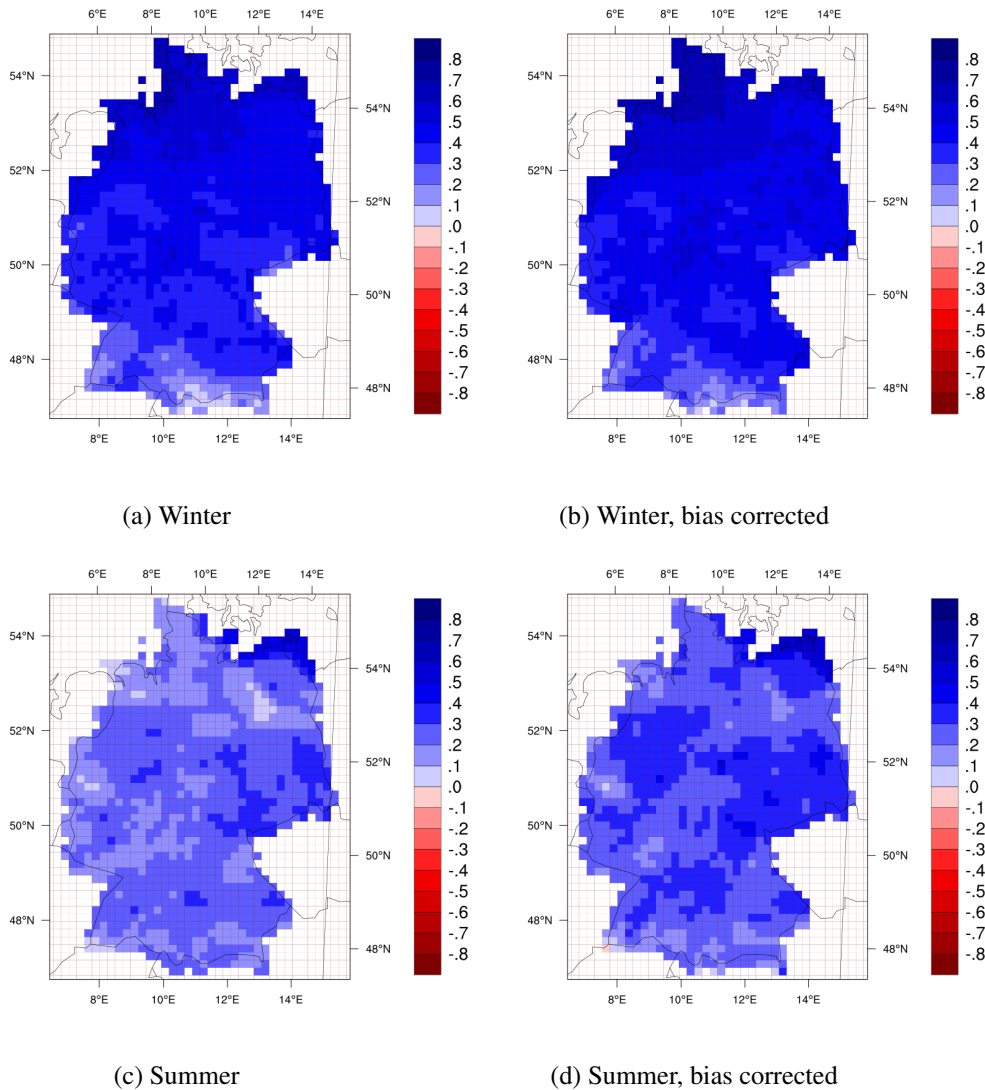 6°E 8°E 10°E 12°E 14°E 6°E 8°E 10°E 12°E 14°E
54°N 54°N
54°N 54°N
52°N 52°N
52°N 52°N
50°N 50°N
50°N 50°N
48°N 48°N
48°N 48°N
8°E 10°E 12°E 14°E 8°E 10°E 12°E 14°E
.8 .8
.7 .7
.6 .6
.5 .5
.4 .4
.3 .3
.2 .2
.1 .1
.0 .0
-.1 -.1
-.2 -.2
-.3 -.3
-.4 -.4
-.5 -.5
-.6 -.6
-.7 -.7
-.8 -.8
(a) Winter (b) Winter, bias corrected
6°E 8°E 10°E 12°E 14°E 6°E 8°E 10°E 12°E 14°E
54°N 54°N
54°N 54°N
52°N 52°N
52°N 52°N
50°N 50°N
50°N 50°N
48°N 48°N
48°N 48°N
8°E 10°E 12°E 14°E 8°E 10°E 12°E 14°E
.8 .8
.7 .7
.6 .6
.5 .5
.4 .4
.3 .3
.2 .2
.1 .1
.0 .0
-.1 -.1
-.2 -.2
-.3 -.3
-.4 -.4
-.5 -.5
-.6 -.6
-.7 -.7
-.8 -.8
(c) Summer (d) Summer, bias corrected